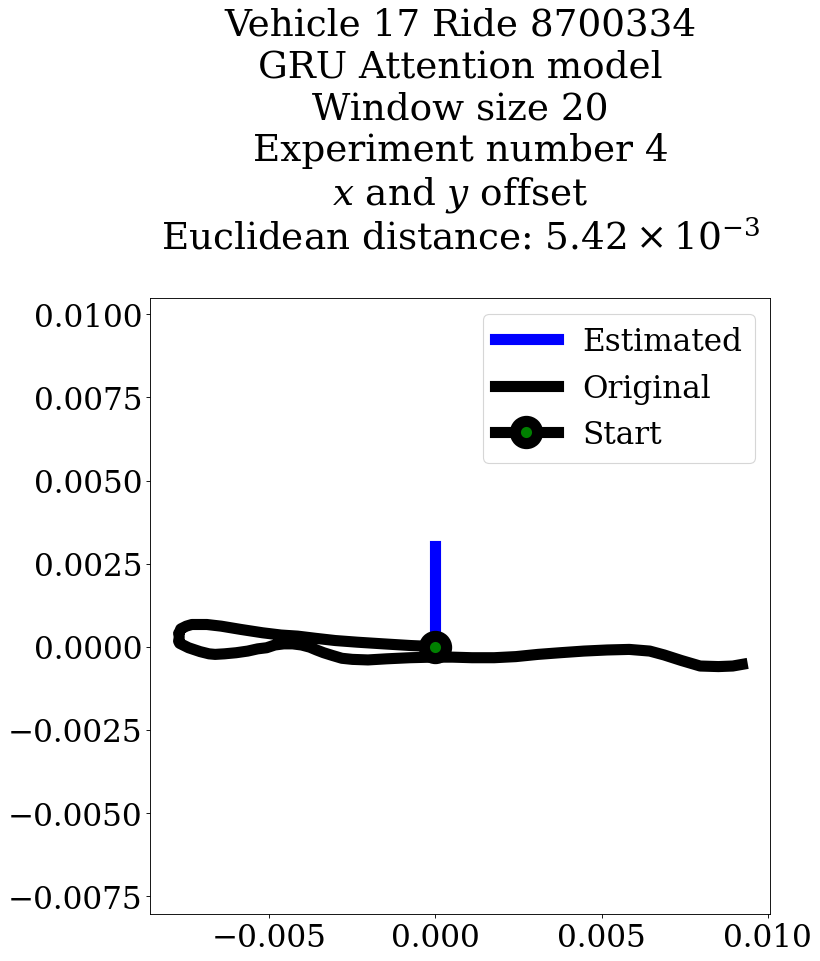 Vehicle 17 Ride 8700334
GRU Attention model
Window size 20
Experiment number 4
x and y offset
Euclidean distance: 5.42 × 10⁻³
0.0100
0.0075
0.0050
0.0025
0.0000
−0.0025
−0.0050
−0.0075
Estimated
Original
Start
−0.005 0.000 0.005 0.010